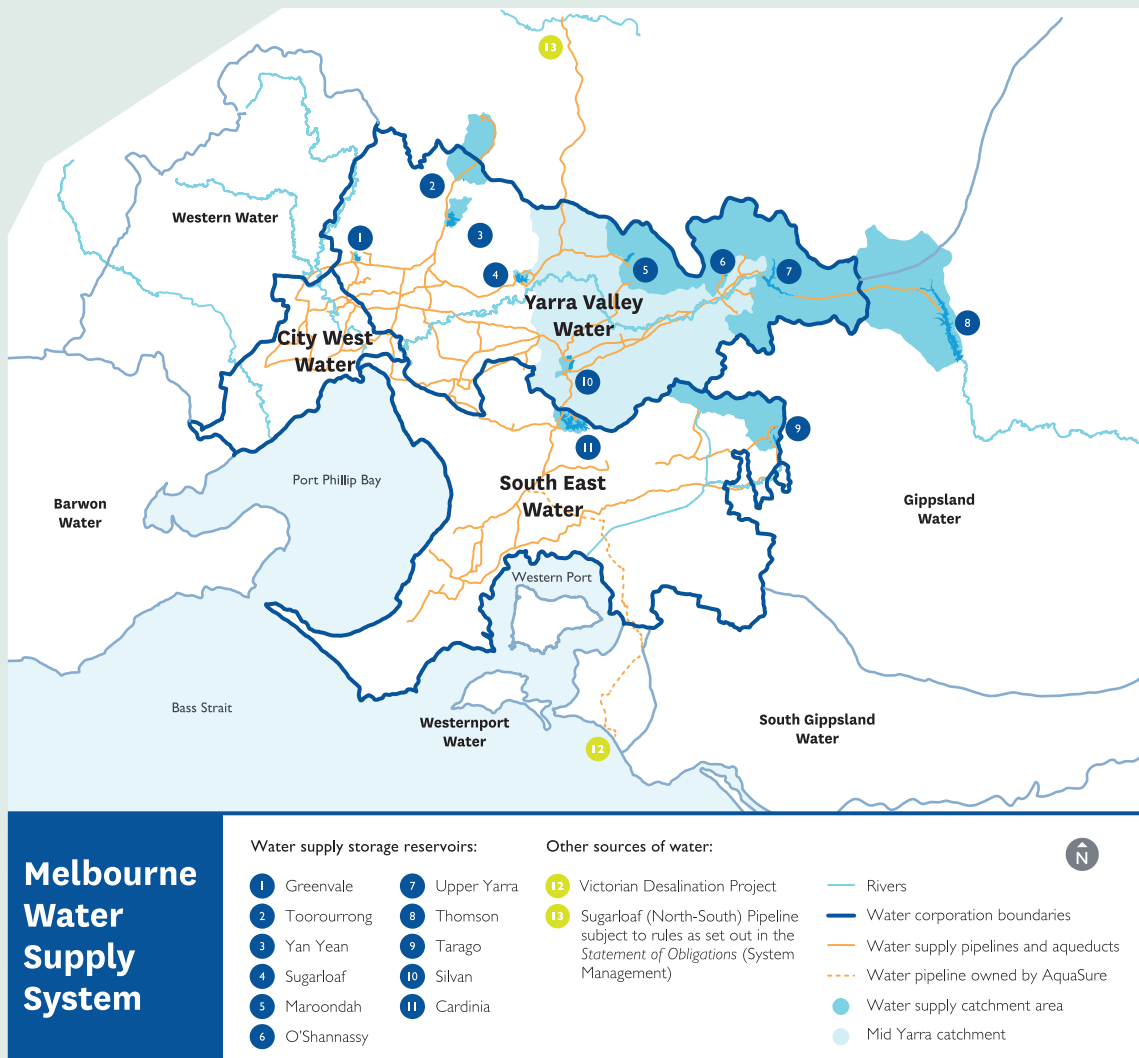 13
2
Western Water
1
3
4
5
6
7
8
Yarra Valley
Water
City West
Water
10
9
11
Port Phillip Bay
South East
Water
Barwon
Water
Gippsland
Water
Western Port
Bass Strait
Westernport
Water
South Gippsland
Water
12
Melbourne
Water
Supply
System
Water supply storage reservoirs:
1 Greenvale
2 Toorourrong
3 Yan Yean
4 Sugarloaf
5 Maroondah
6 O'Shannassy
7 Upper Yarra
8 Thomson
9 Tarago
10 Silvan
11 Cardinia
Other sources of water:
12 Victorian Desalination Project
13 Sugarloaf (North-South) Pipeline
subject to rules as set out in the
Statement of Obligations (System
Management)
N
Rivers
Water corporation boundaries
Water supply pipelines and aqueducts
Water pipeline owned by AquaSure
Water supply catchment area
Mid Yarra catchment